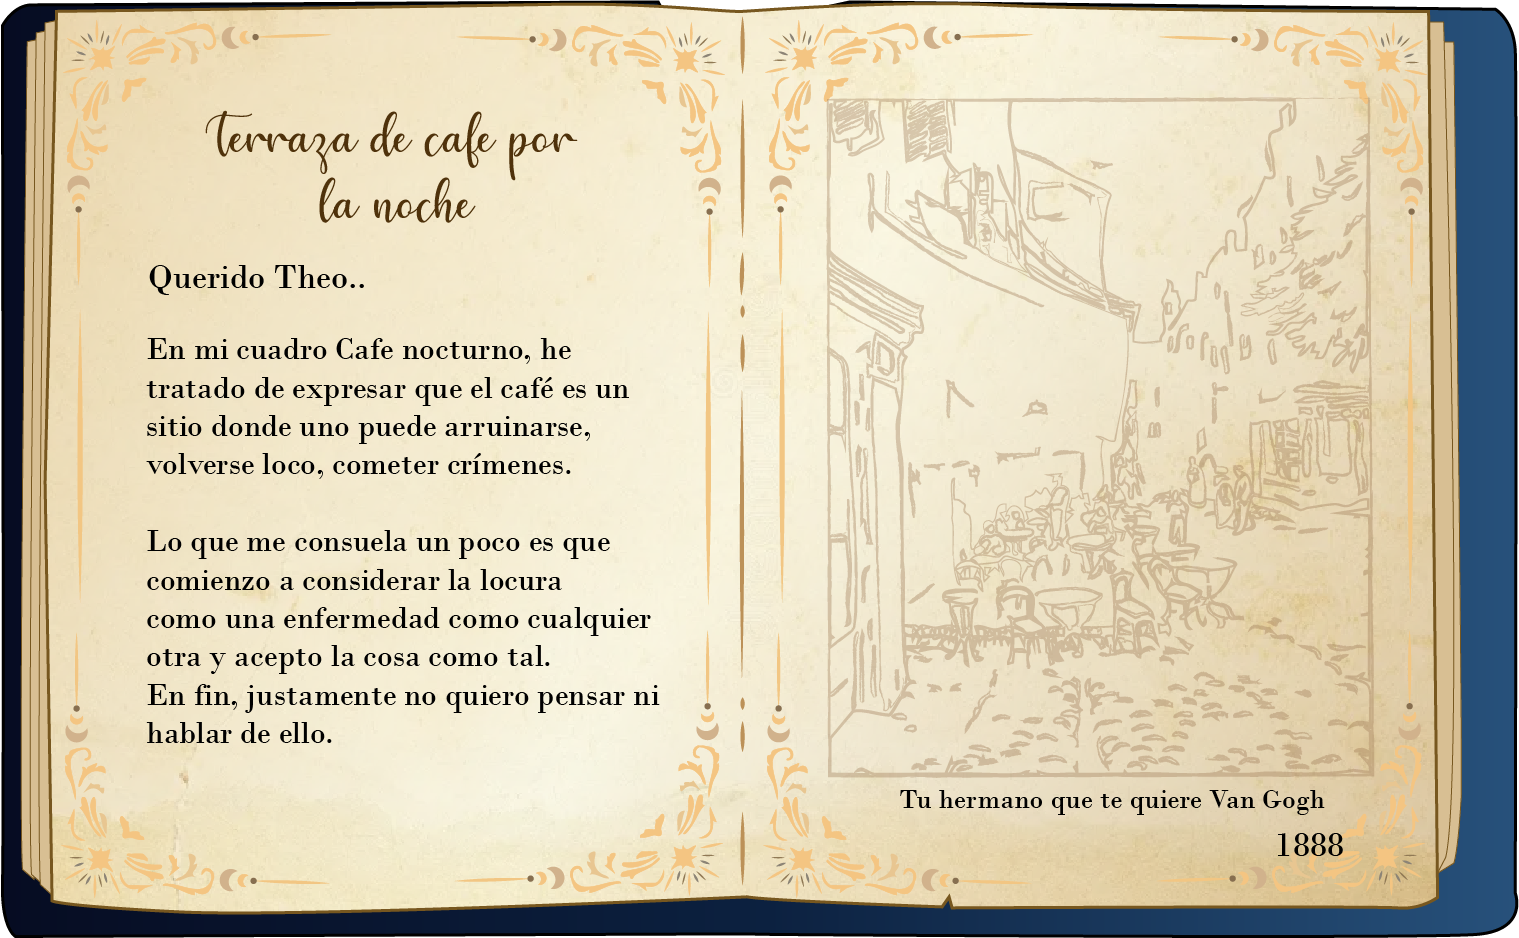 Terraza de cafe por
la noche
Querido Theo..
En mi cuadro Cafe nocturno, he
tratado de expresar que el café es un
sitio donde uno puede arruinarse,
volverse loco, cometer crímenes.
Lo que me consuela un poco es que
comienzo a considerar la locura
como una enfermedad como cualquier
otra y acepto la cosa como tal.
En fin, justamente no quiero pensar ni
hablar de ello.
Tu hermano que te quiere Van Gogh
1888